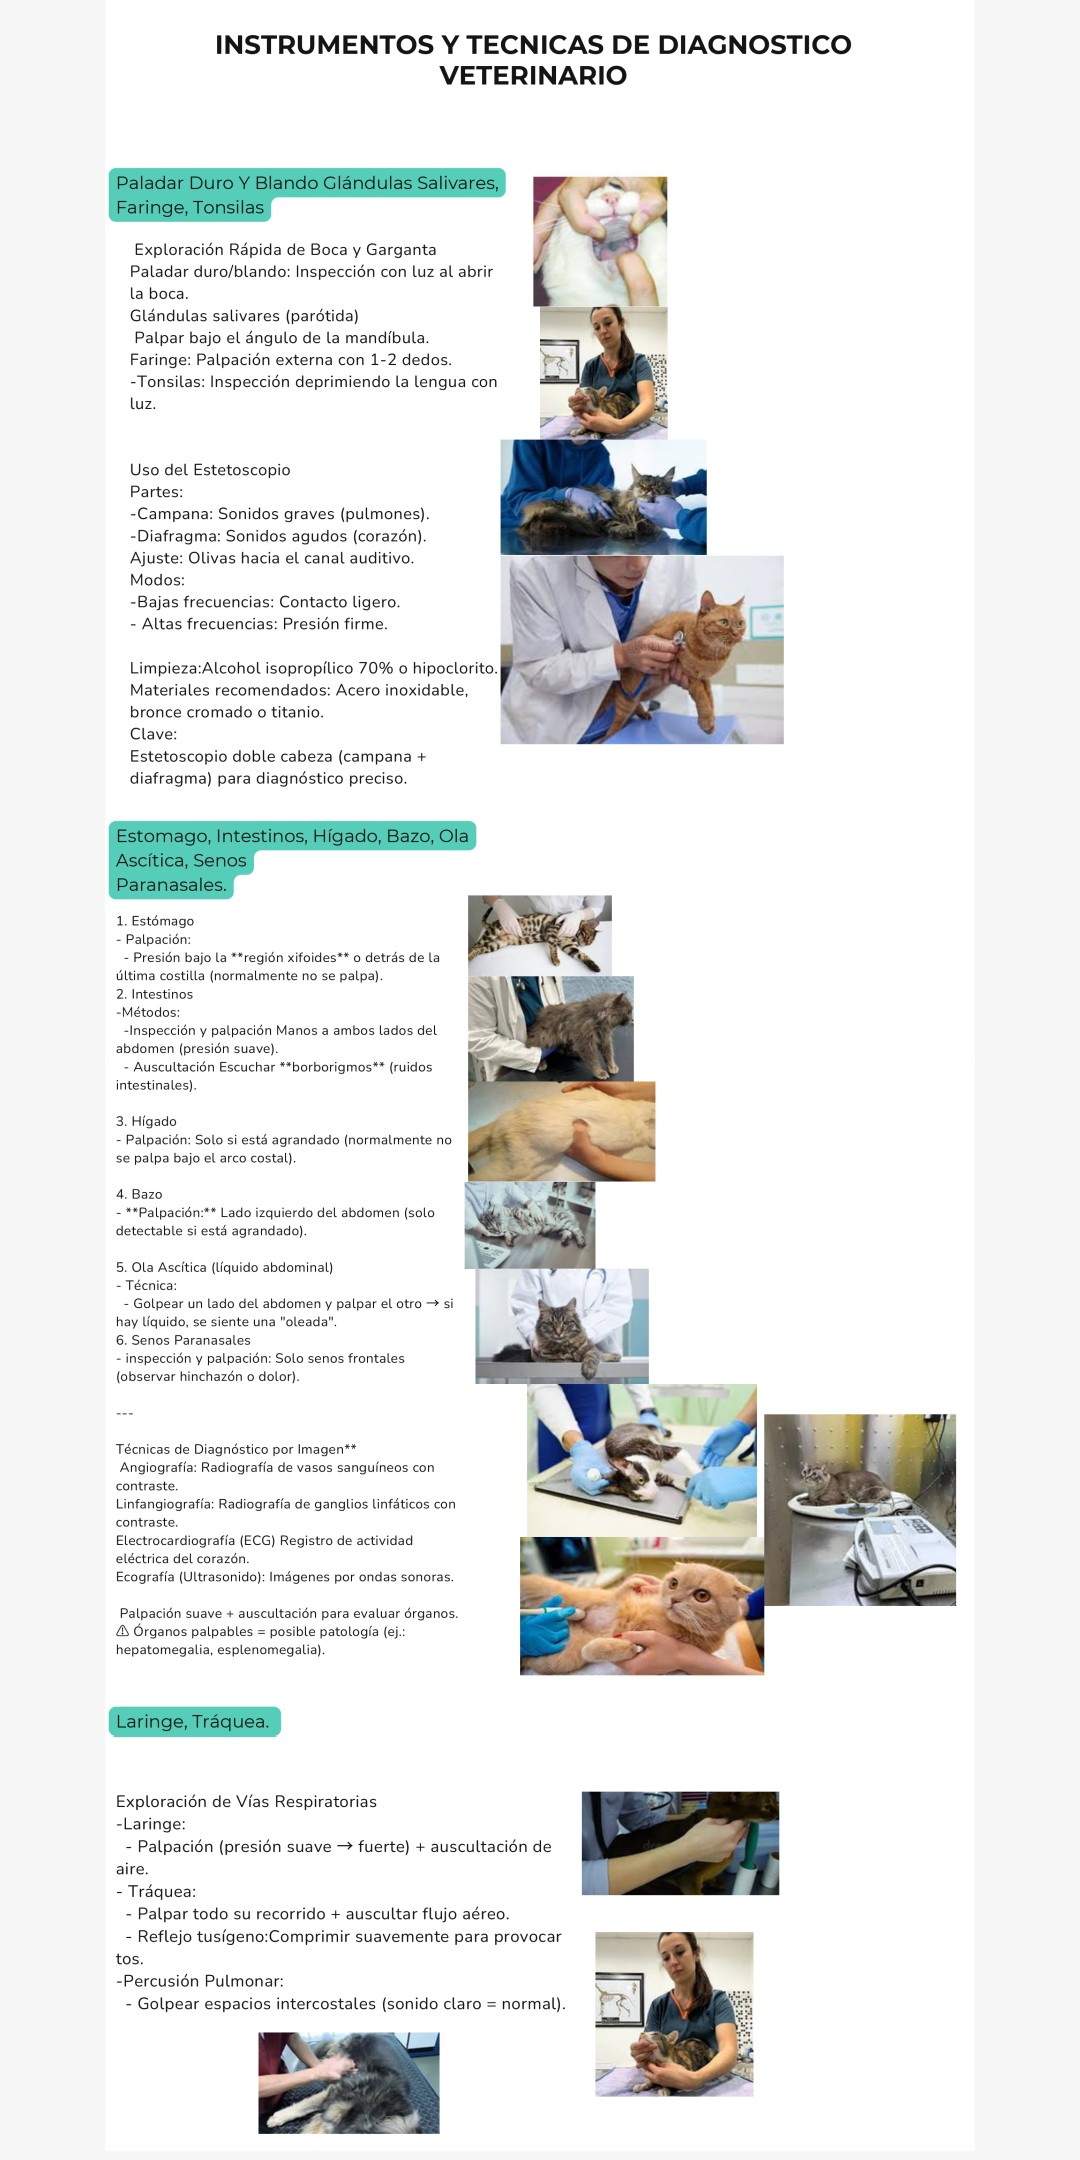 INSTRUMENTOS Y TECNICAS DE DIAGNOSTICO
VETERINARIO
Paladar Duro Y Blando Glándulas Salivares,
Faringe, Tonsilas
Exploración Rápida de Boca y Garganta
Paladar duro/blando: Inspección con luz al abrir
la boca.
Glándulas salivares (parótida)
Palpar bajo el ángulo de la mandíbula.
Faringe: Palpación externa con 1-2 dedos.
-Tonsilas: Inspección deprimiendo la lengua con
luz.
Uso del Estetoscopio
Partes:
-Campana: Sonidos graves (pulmones).
-Diafragma: Sonidos agudos (corazón).
Ajuste: Olivas hacia el canal auditivo.
Modos:
-Bajas frecuencias: Contacto ligero.
- Altas frecuencias: Presión firme.
Limpieza:Alcohol isopropílico 70% o hipoclorito.
Materiales recomendados: Acero inoxidable,
bronce cromado o titanio.
Clave:
Estetoscopio doble cabeza (campana +
diafragma) para diagnóstico preciso.
Estomago, Intestinos, Hígado, Bazo, Ola
Ascítica, Senos
Paranasales.
1. Estómago
- Palpación:
- Presión bajo la **región xifoides** o detrás de la
última costilla (normalmente no se palpa).
2. Intestinos
-Métodos:
-Inspección y palpación Manos a ambos lados del
abdomen (presión suave).
- Auscultación Escuchar **borborigmos** (ruidos
intestinales).
3. Hígado
- Palpación: Solo si está agrandado (normalmente no
se palpa bajo el arco costal).
4. Bazo
- **Palpación:** Lado izquierdo del abdomen (solo
detectable si está agrandado).
5. Ola Ascítica (líquido abdominal)
- Técnica:
- Golpear un lado del abdomen y palpar el otro → si
hay líquido, se siente una "oleada".
6. Senos Paranasales
- inspección y palpación: Solo senos frontales
(observar hinchazón o dolor).
---
Técnicas de Diagnóstico por Imagen**
Angiografía: Radiografía de vasos sanguíneos con
contraste.
Linfangiografía: Radiografía de ganglios linfáticos con
contraste.
Electrocardiografía (ECG) Registro de actividad
eléctrica del corazón.
Ecografía (Ultrasonido): Imágenes por ondas sonoras.
Palpación suave + auscultación para evaluar órganos.
⚠ Órganos palpables = posible patología (ej.:
hepatomegalia, esplenomegalia).
Laringe, Tráquea.
Exploración de Vías Respiratorias
-Laringe:
- Palpación (presión suave → fuerte) + auscultación de
aire.
- Tráquea:
- Palpar todo su recorrido + auscultar flujo aéreo.
- Reflejo tusígeno:Comprimir suavemente para provocar
tos.
-Percusión Pulmonar:
- Golpear espacios intercostales (sonido claro = normal).